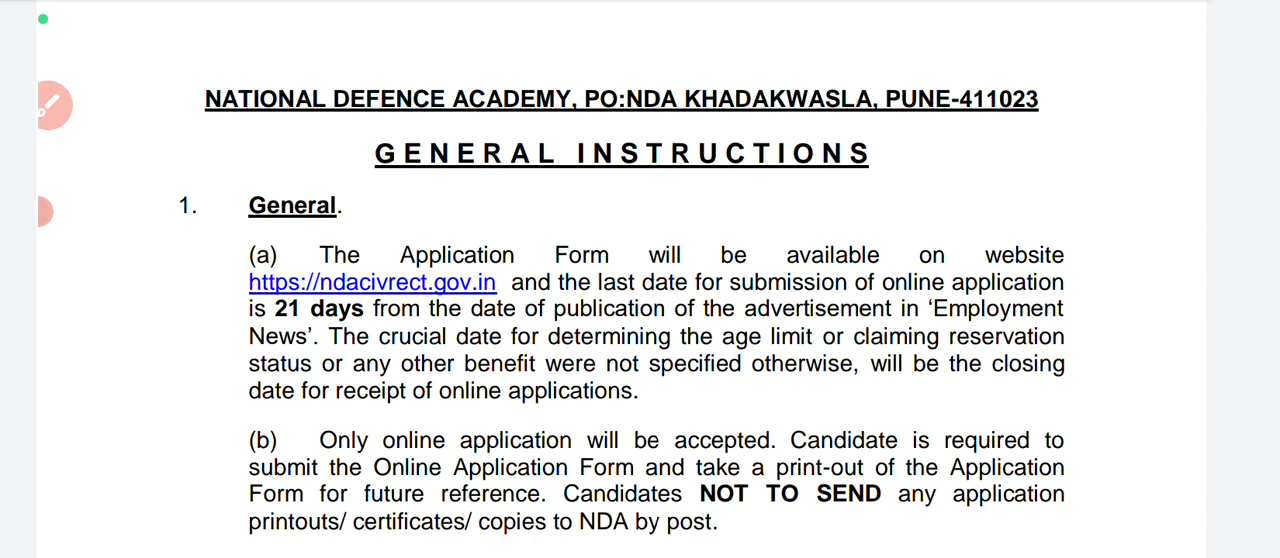 NATIONAL DEFENCE ACADEMY, PO:NDA KHADAKWASLA, PUNE-411023
GENERAL INSTRUCTIONS
1. General.
(a) The Application Form will be available on website
https://ndacivrect.gov.in and the last date for submission of online application
is 21 days from the date of publication of the advertisement in ‘Employment
News’. The crucial date for determining the age limit or claiming reservation
status or any other benefit were not specified otherwise, will be the closing
date for receipt of online applications.
(b) Only online application will be accepted. Candidate is required to
submit the Online Application Form and take a print-out of the Application
Form for future reference. Candidates NOT TO SEND any application
printouts/ certificates/ copies to NDA by post.